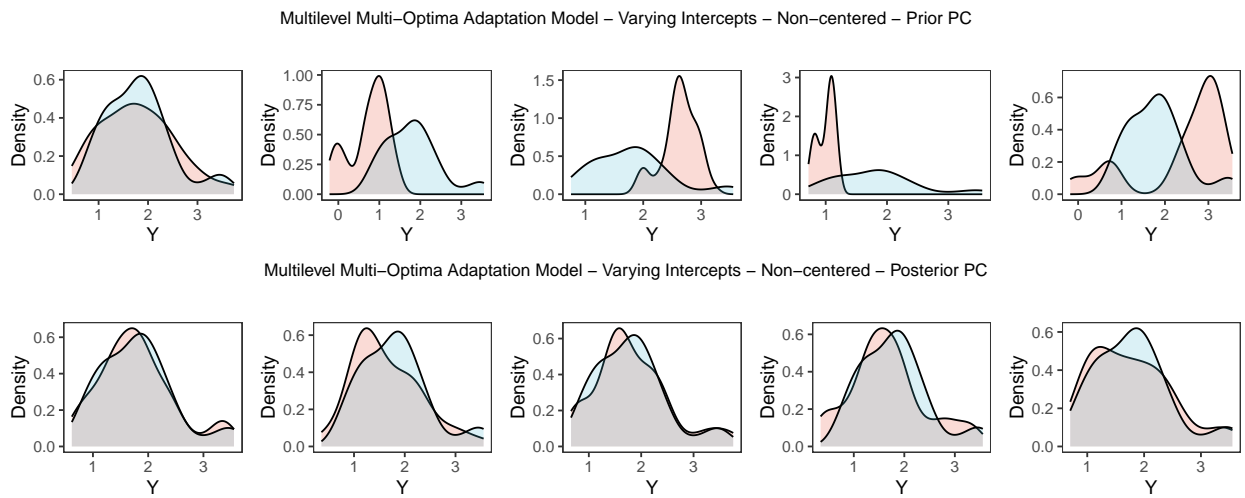 Multilevel Multi−Optima Adaptation Model − Varying Intercepts − Non−centered − Prior PC
0.6
0.4
0.2
0.0
Density
1 2 3
Y
1.00
0.75
0.50
0.25
0.00
Density
0 1 2 3
Y
1.5
1.0
0.5
0.0
Density
1 2 3
Y
3
2
1
0
Density
1 2 3
Y
0.6
0.4
0.2
0.0
Density
0 1 2 3
Y
Multilevel Multi−Optima Adaptation Model − Varying Intercepts − Non−centered − Posterior PC
0.6
0.4
0.2
0.0
Density
1 2 3
Y
0.6
0.4
0.2
0.0
Density
1 2 3
Y
0.6
0.4
0.2
0.0
Density
1 2 3
Y
0.6
0.4
0.2
0.0
Density
1 2 3
Y
0.6
0.4
0.2
0.0
Density
1 2 3
Y